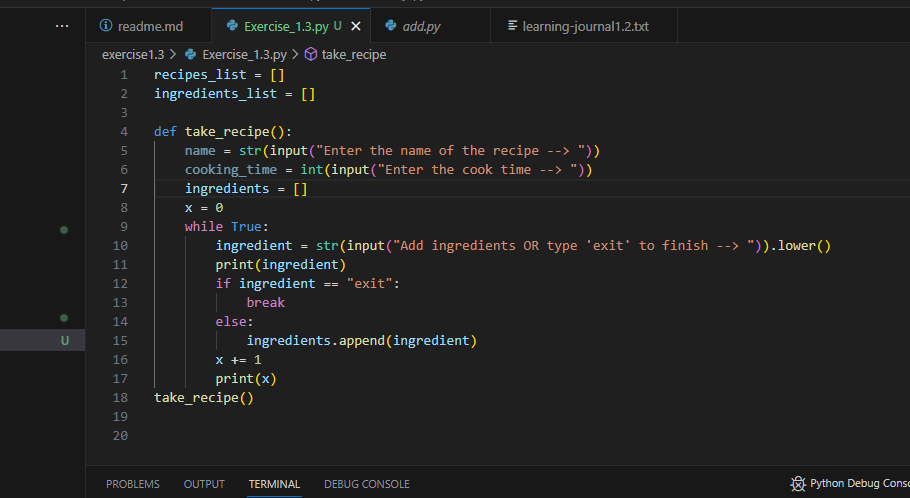 readme.md Exercise_1.3.py U add.py learning-journal1.2.txt
exercise1.3 > Exercise_1.3.py > take_recipe
1 recipes_list = []
2 ingredients_list = []
3
4 def take_recipe():
5     name = str(input("Enter the name of the recipe --> "))
6     cooking_time = int(input("Enter the cook time --> "))
7     ingredients = []
8     x = 0
9     while True:
10         ingredient = str(input("Add ingredients OR type 'exit' to finish --> ")).lower()
11         print(ingredient)
12         if ingredient == "exit":
13             break
14         else:
15             ingredients.append(ingredient)
16         x += 1
17         print(x)
18 take_recipe()
19
20
U
PROBLEMS OUTPUT TERMINAL DEBUG CONSOLE Python Debug Conso